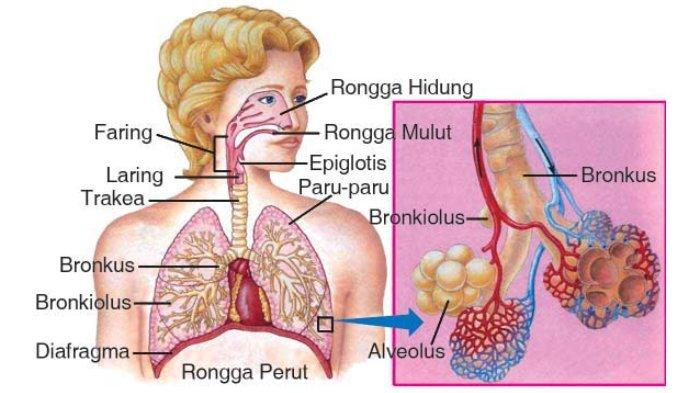 Rongga Hidung
Faring
Rongga Mulut
Epiglotis
Laring
Paru-paru
Trakea
Bronkus
Bronkiolus
Diafragma
Rongga Perut
Bronkus
Bronkiolus
Alveolus